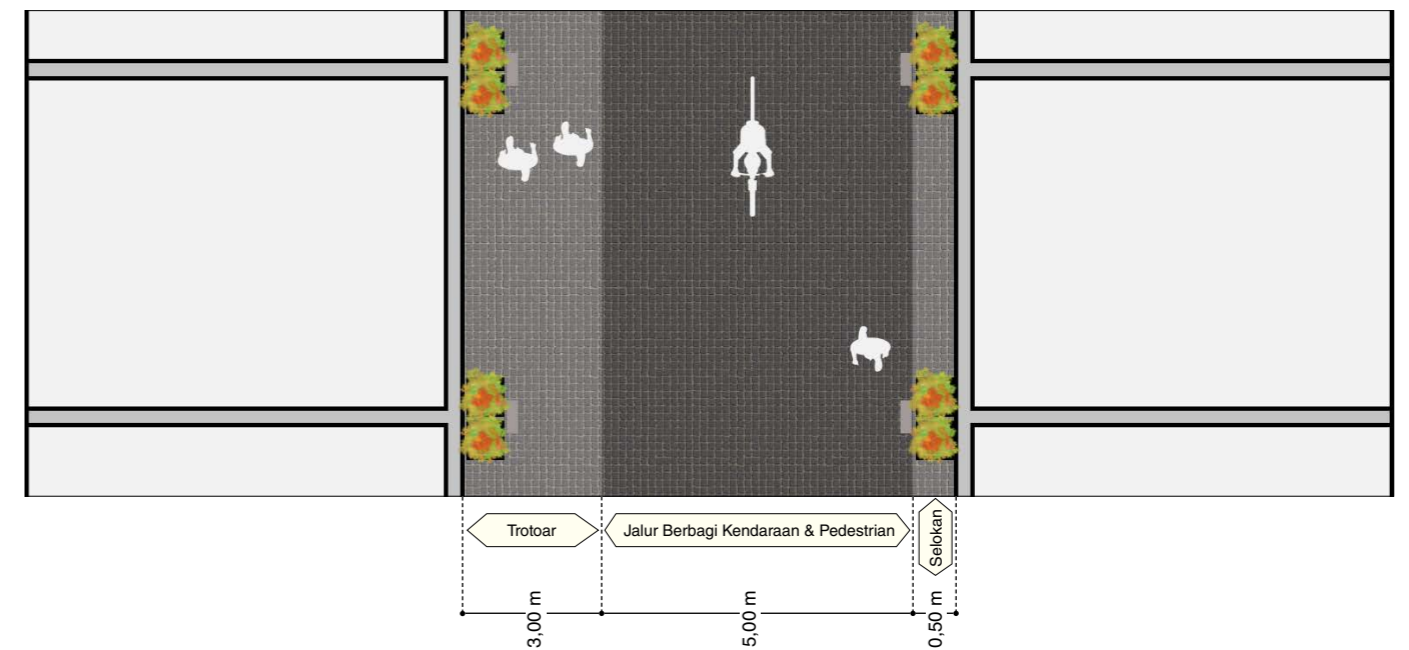 Trotoar
Jalur Berbagi Kendaraan & Pedestrian
Selokan
3,00 m
5,00 m
0,50 m